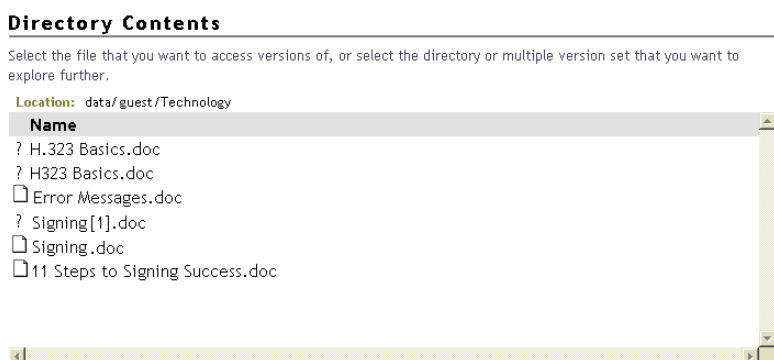 Directory Contents
Select the file that you want to access versions of, or select the directory or multiple version set that you want to
explore further.
Location: data/guest/Technology
Name
? H.323 Basics.doc
? H323 Basics.doc
Error Messages.doc
? Signing[1].doc
Signing.doc
11 Steps to Signing Success.doc